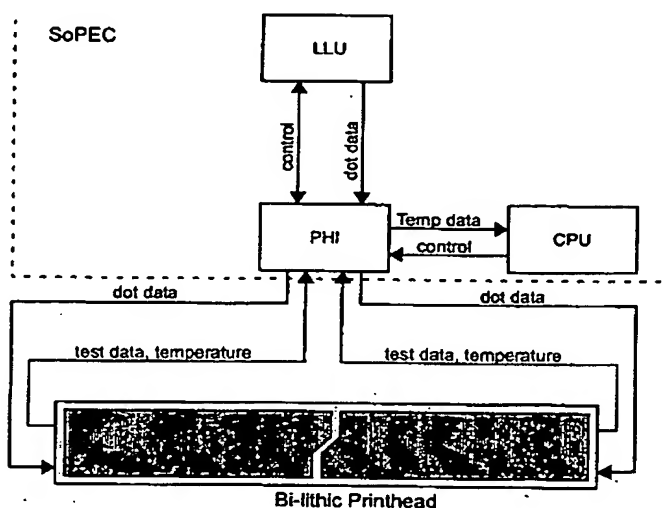 SoPEC
LLU
control
dot data
PHI
Temp data
control
CPU
dot data
dot data
test data, temperature
test data, temperature
Bi-lithic Printhead